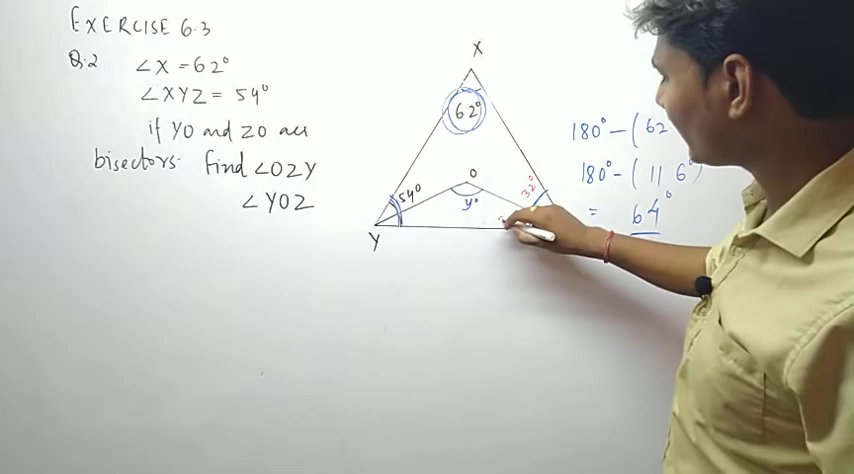 EXERCISE 6.3
Q.2 ∠X = 62°
∠XYZ = 54°
if YO and ZO are
bisectors. Find ∠OZY
∠YOZ
X
62°
O
54°
y°
32°
Y
180° - ( 62
180° - ( 116°
= 64°